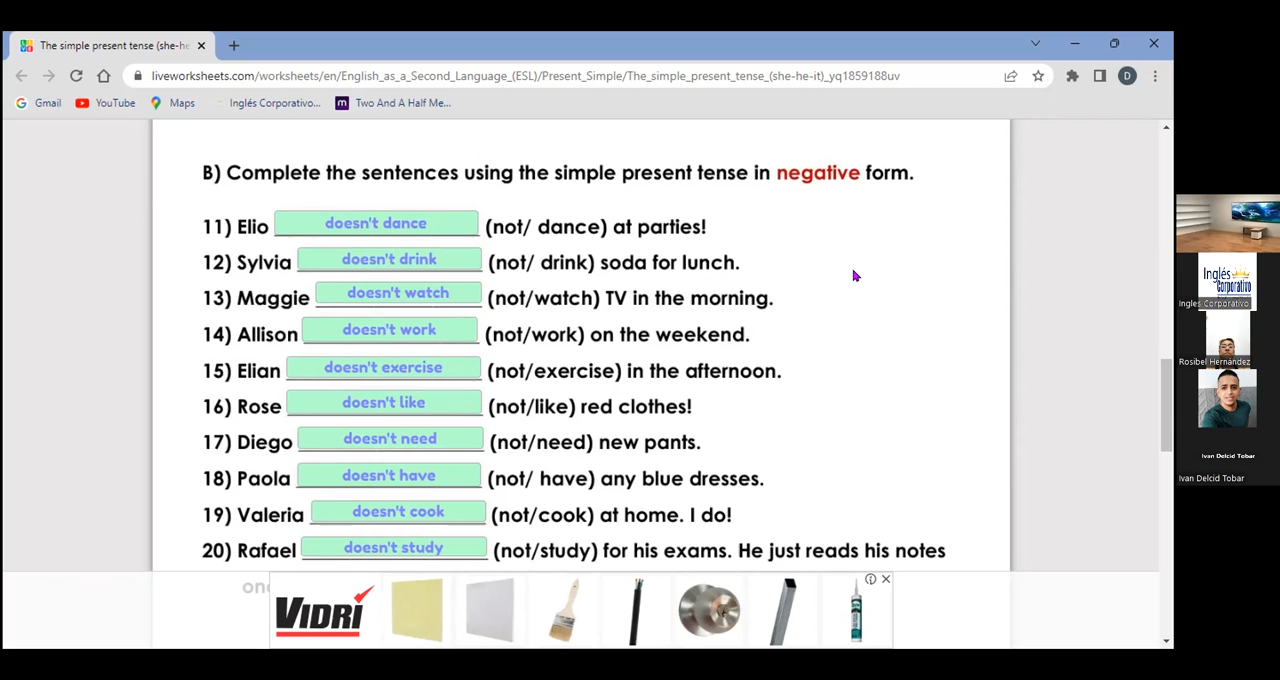 The simple present tense (she-he
liveworksheets.com/worksheets/en/English_as_a_Second_Language_(ESL)/Present_Simple/The_simple_present_tense_(she-he-it)_yq1859188uv
D
Gmail YouTube Maps Inglés Corporativo... Two And A Half Me...
B) Complete the sentences using the simple present tense in negative form.
11) Elio doesn't dance (not/ dance) at parties!
12) Sylvia doesn't drink (not/ drink) soda for lunch.
13) Maggie doesn't watch (not/watch) TV in the morning.
14) Allison doesn't work (not/work) on the weekend.
15) Elian doesn't exercise (not/exercise) in the afternoon.
16) Rose doesn't like (not/like) red clothes!
17) Diego doesn't need (not/need) new pants.
18) Paola doesn't have (not/ have) any blue dresses.
19) Valeria doesn't cook (not/cook) at home. I do!
20) Rafael doesn't study (not/study) for his exams. He just reads his notes
VIDRÍ
Inglés
Corporativo
Ingles Corporativo
Rosibel Hernández
Ivan Delcid Tobar
Ivan Delcid Tobar